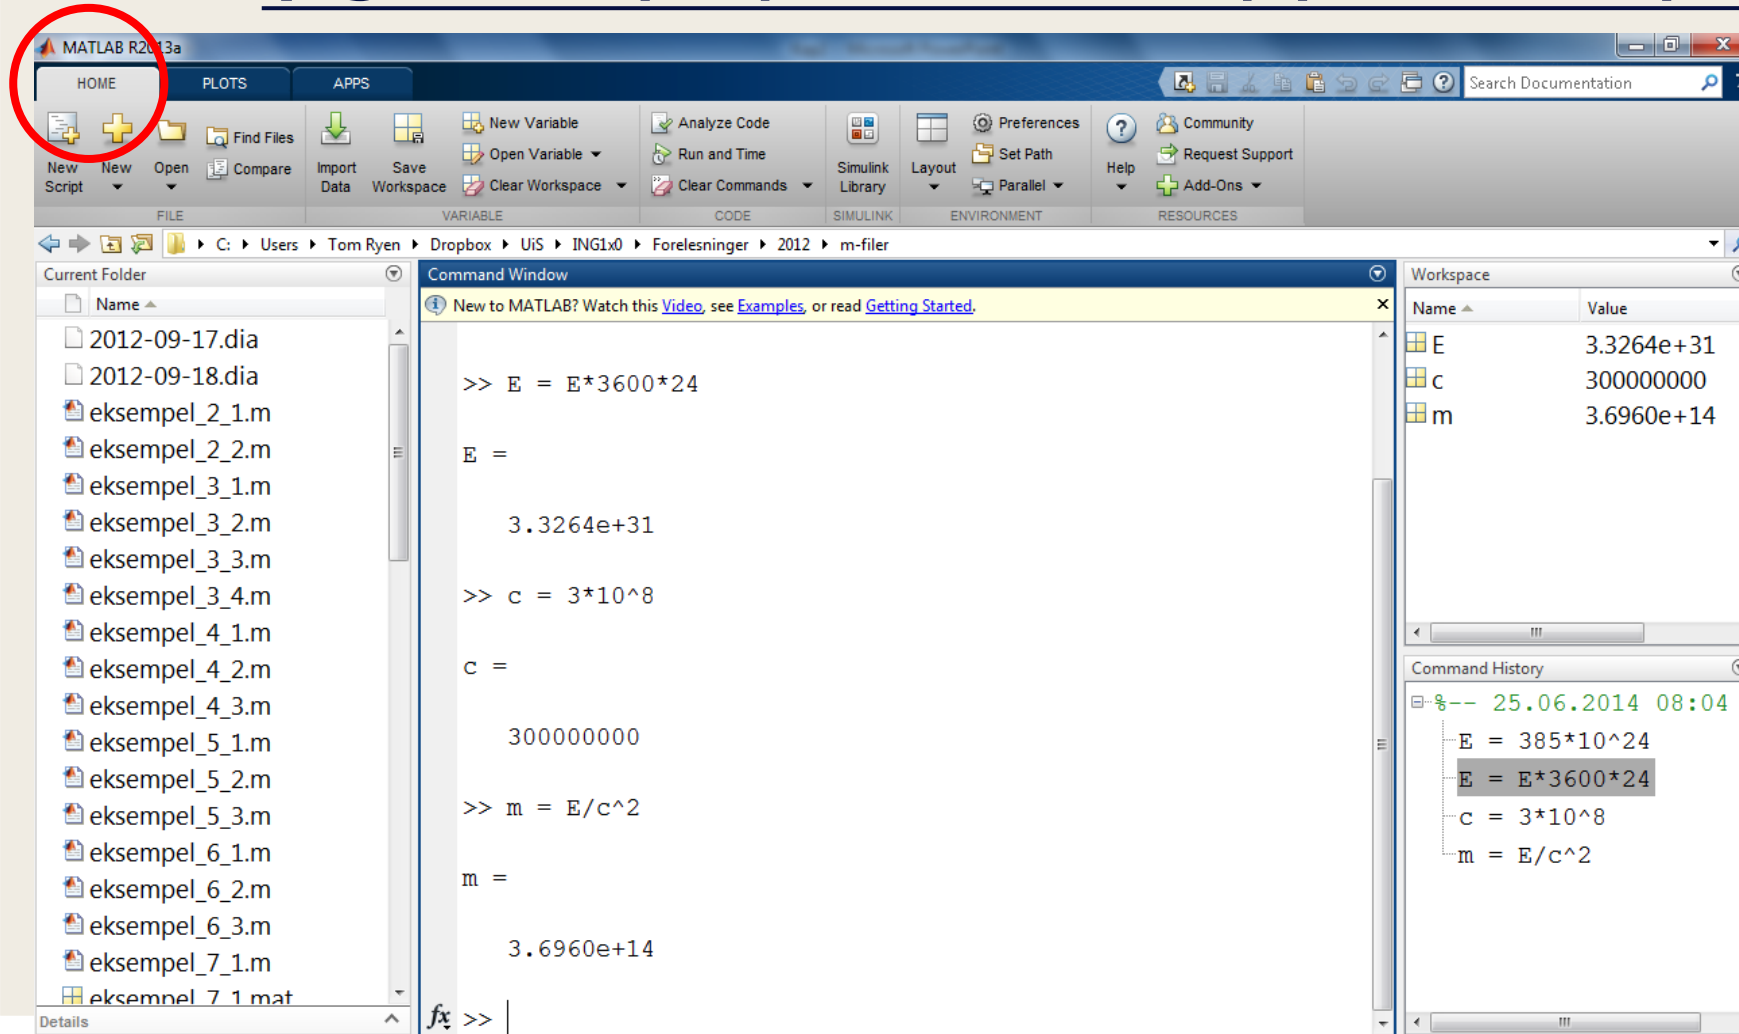 MATLAB R2013a
HOME PLOTS APPS
Search Documentation
New Script
New
Open
Find Files
Compare
Import Data
Save Workspace
New Variable
Open Variable
Clear Workspace
Analyze Code
Run and Time
Clear Commands
Simulink Library
Layout
Preferences
Set Path
Parallel
Help
Community
Request Support
Add-Ons
FILE VARIABLE CODE SIMULINK ENVIRONMENT RESOURCES
C: Users Tom Ryen Dropbox UiS ING1x0 Forelesninger 2012 m-filer
Current Folder
Name
2012-09-17.dia
2012-09-18.dia
eksempel_2_1.m
eksempel_2_2.m
eksempel_3_1.m
eksempel_3_2.m
eksempel_3_3.m
eksempel_3_4.m
eksempel_4_1.m
eksempel_4_2.m
eksempel_4_3.m
eksempel_5_1.m
eksempel_5_2.m
eksempel_5_3.m
eksempel_6_1.m
eksempel_6_2.m
eksempel_6_3.m
eksempel_7_1.m
eksempel_7_1.mat
Details
Command Window
New to MATLAB? Watch this Video, see Examples, or read Getting Started.
>> E = E*3600*24
E =
3.3264e+31
>> c = 3*10^8
c =
300000000
>> m = E/c^2
m =
3.6960e+14
fx >>
Workspace
Name Value
E 3.3264e+31
c 300000000
m 3.6960e+14
Command History
%-- 25.06.2014 08:04
E = 385*10^24
E = E*3600*24
c = 3*10^8
m = E/c^2